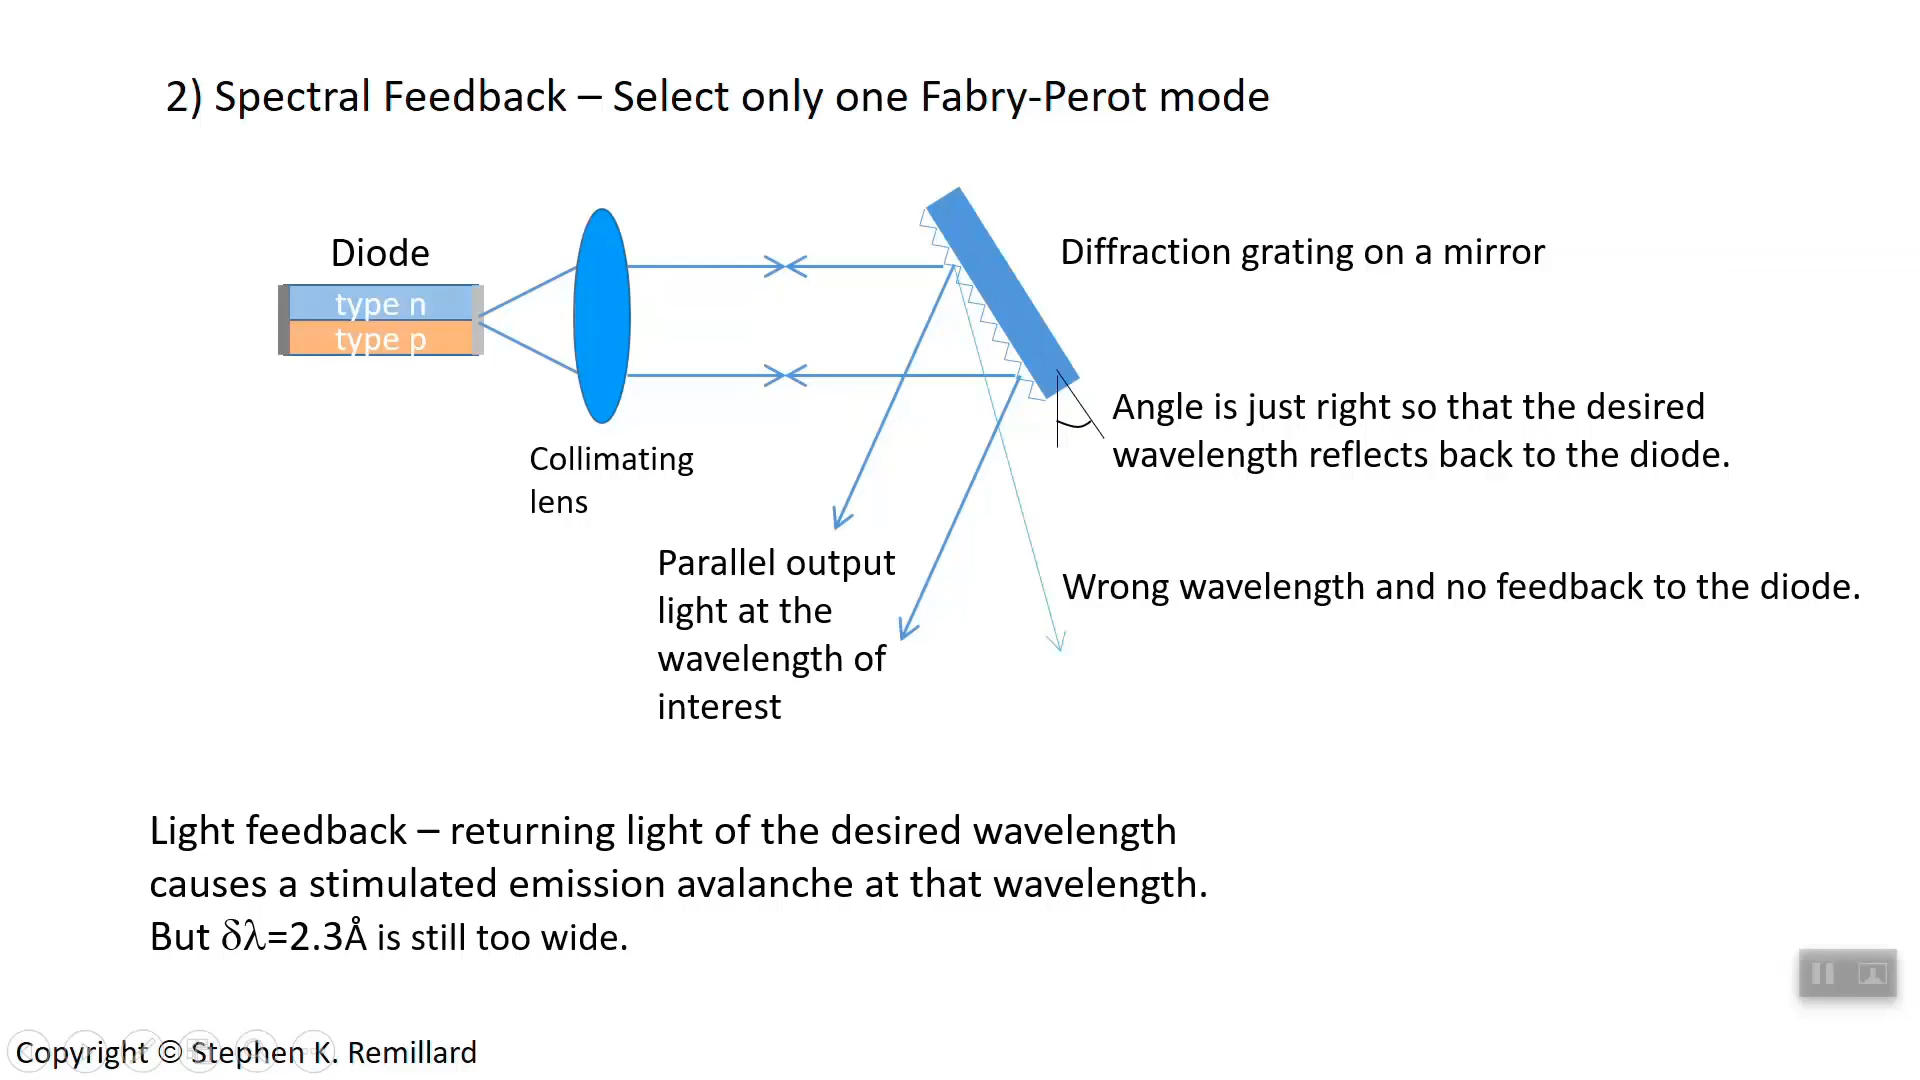 2) Spectral Feedback – Select only one Fabry-Perot mode
Diode
type n
type p
Diffraction grating on a mirror
Angle is just right so that the desired
wavelength reflects back to the diode.
Collimating
lens
Parallel output
light at the
wavelength of
interest
Wrong wavelength and no feedback to the diode.
Light feedback – returning light of the desired wavelength
causes a stimulated emission avalanche at that wavelength.
But δλ=2.3Å is still too wide.
Copyright © Stephen K. Remillard